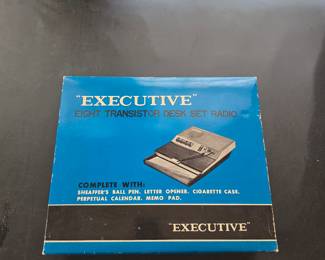 "EXECUTIVE"
EIGHT TRANSISTOR DESK SET RADIO
COMPLETE WITH:
SHEAFFER'S BALL PEN. LETTER OPENER. CIGARETTE CASE.
PERPETUAL CALENDAR. MEMO PAD.
"EXECUTIVE"